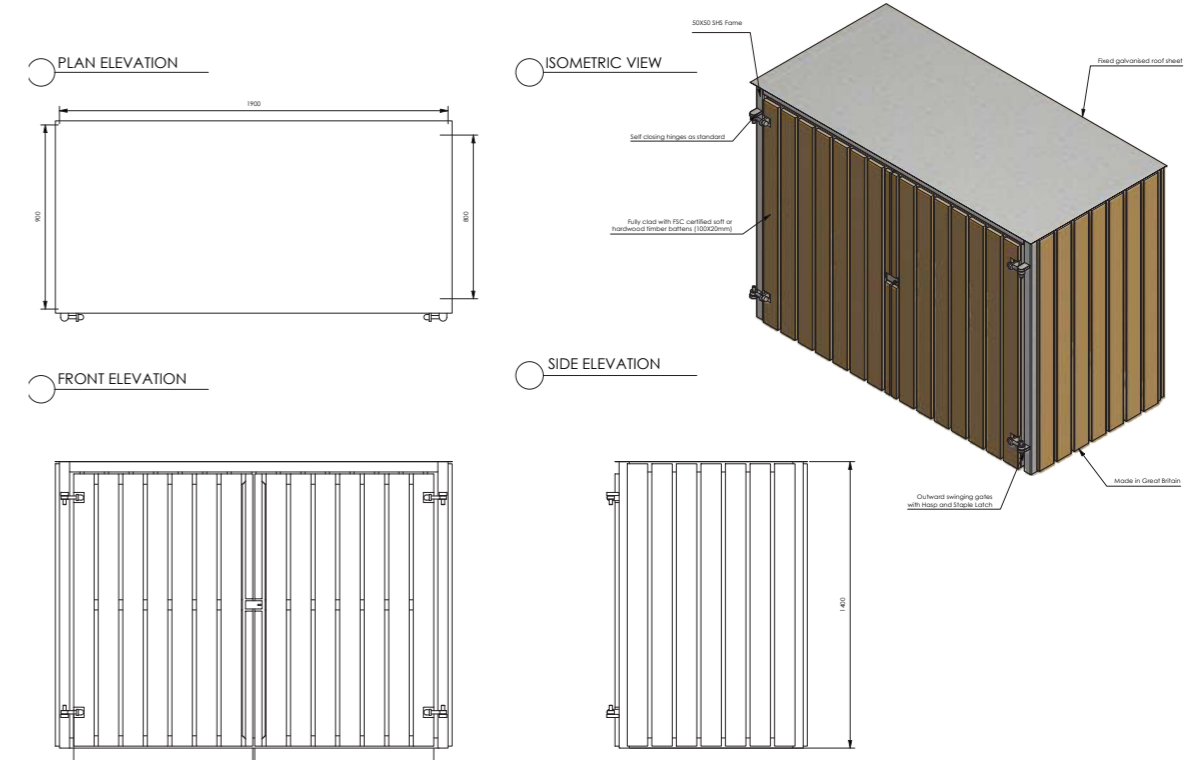 PLAN ELEVATION
1900
900
800
ISOMETRIC VIEW
50X50 SHS Fame
Fixed galvanised roof sheet
Self closing hinges as standard
Fully clad with FSC certified soft or
hardwood timber battens (100X20mm)
Outward swinging gates
with Hasp and Staple Latch
Made in Great Britain
FRONT ELEVATION
SIDE ELEVATION
1400